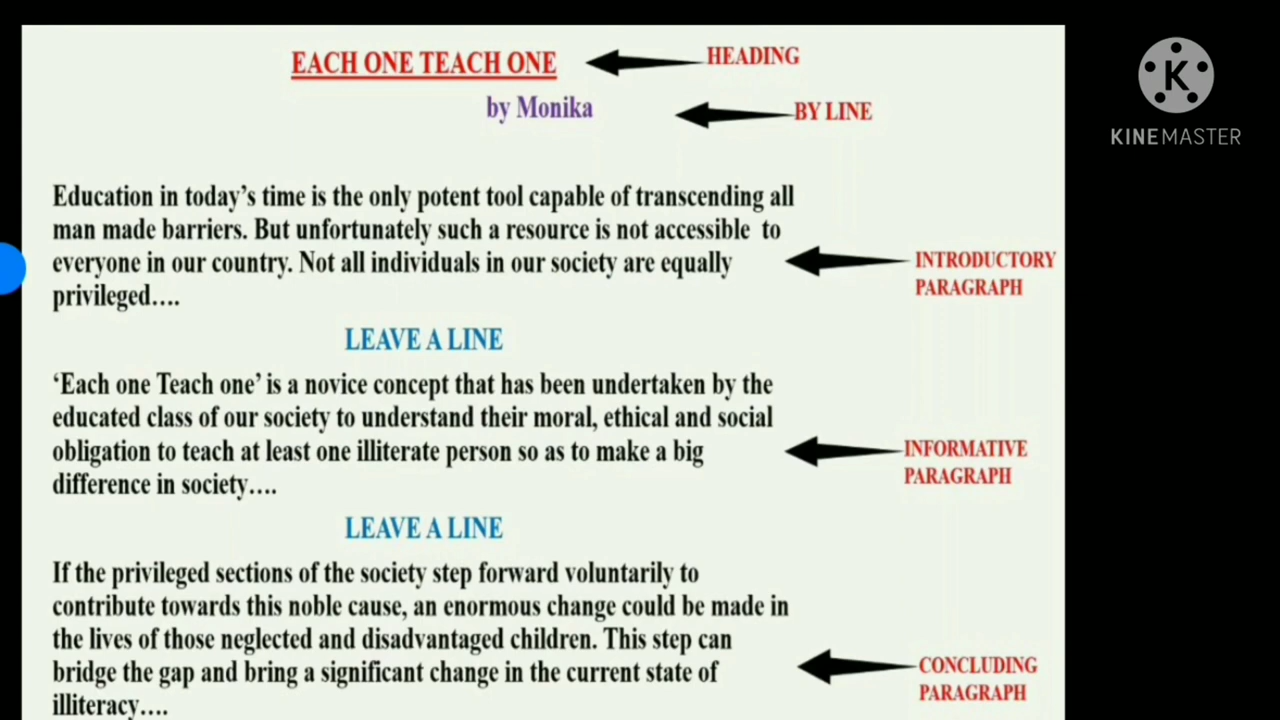 EACH ONE TEACH ONE
HEADING
by Monika
BY LINE
K
KINEMASTER
Education in today's time is the only potent tool capable of transcending all
man made barriers. But unfortunately such a resource is not accessible to
everyone in our country. Not all individuals in our society are equally
privileged....
INTRODUCTORY
PARAGRAPH
LEAVE A LINE
‘Each one Teach one’ is a novice concept that has been undertaken by the
educated class of our society to understand their moral, ethical and social
obligation to teach at least one illiterate person so as to make a big
difference in society....
INFORMATIVE
PARAGRAPH
LEAVE A LINE
If the privileged sections of the society step forward voluntarily to
contribute towards this noble cause, an enormous change could be made in
the lives of those neglected and disadvantaged children. This step can
bridge the gap and bring a significant change in the current state of
illiteracy....
CONCLUDING
PARAGRAPH